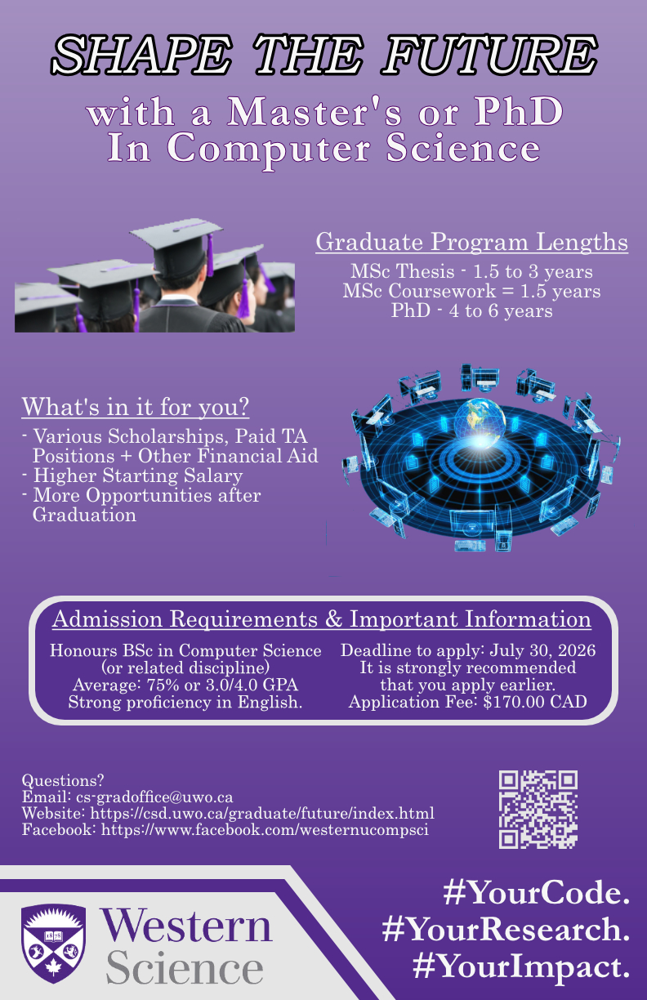 SHAPE THE FUTURE
with a Master's or PhD
In Computer Science
Graduate Program Lengths
MSc Thesis - 1.5 to 3 years
MSc Coursework = 1.5 years
PhD - 4 to 6 years
What's in it for you?
- Various Scholarships, Paid TA
Positions + Other Financial Aid
- Higher Starting Salary
- More Opportunities after
Graduation
Admission Requirements & Important Information
Honours BSc in Computer Science
(or related discipline)
Average: 75% or 3.0/4.0 GPA
Strong proficiency in English.
Deadline to apply: July 30, 2026
It is strongly recommended
that you apply earlier.
Application Fee: $170.00 CAD
Questions?
Email: cs-gradoffice@uwo.ca
Website: https://csd.uwo.ca/graduate/future/index.html
Facebook: https://www.facebook.com/westernucompsci
#YourCode.
#YourResearch.
#YourImpact.
1878
Western
Science